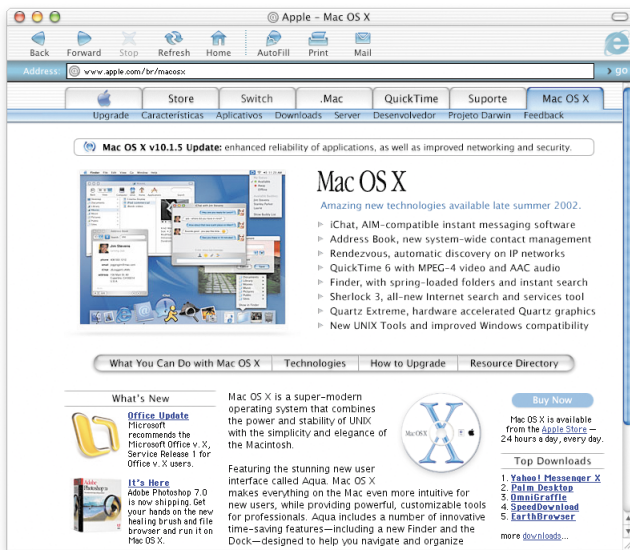 Apple - Mac OS X
Back Forward Stop Refresh Home AutoFill Print Mail
Address: www.apple.com/br/macosx go
Store Switch .Mac QuickTime Suporte Mac OS X
Upgrade Características Aplicativos Downloads Server Desenvolvedor Projeto Darwin Feedback
Mac OS X v10.1.5 Update: enhanced reliability of applications, as well as improved networking and security.
Mac OS X
Amazing new technologies available late summer 2002.
iChat, AIM-compatible instant messaging software
Address Book, new system-wide contact management
Rendezvous, automatic discovery on IP networks
QuickTime 6 with MPEG-4 video and AAC audio
Finder, with spring-loaded folders and instant search
Sherlock 3, all-new Internet search and services tool
Quartz Extreme, hardware accelerated Quartz graphics
New UNIX Tools and improved Windows compatibility
What You Can Do with Mac OS X Technologies How to Upgrade Resource Directory
What's New
Office Update
Microsoft
recommends the
Microsoft Office v. X,
Service Release 1 for
Office v. X users.
It's Here
Adobe Photoshop 7.0
is now shipping. Get
your hands on the new
healing brush and file
browser and run it on
Mac OS X.
Mac OS X is a super-modern
operating system that combines
the power and stability of UNIX
with the simplicity and elegance of
the Macintosh.
Featuring the stunning new user
interface called Aqua. Mac OS X
makes everything on the Mac even more intuitive for
new users, while providing powerful, customizable tools
for professionals. Aqua includes a number of innovative
time-saving features—including a new Finder and the
Dock—designed to help you navigate and organize
Mac OS X
Buy Now
Mac OS X is available
from the Apple Store —
24 hours a day, every day.
Top Downloads
1. Yahoo! Messenger X
2. Palm Desktop
3. OmniGraffle
4. SpeedDownload
5. EarthBrowser
more downloads...